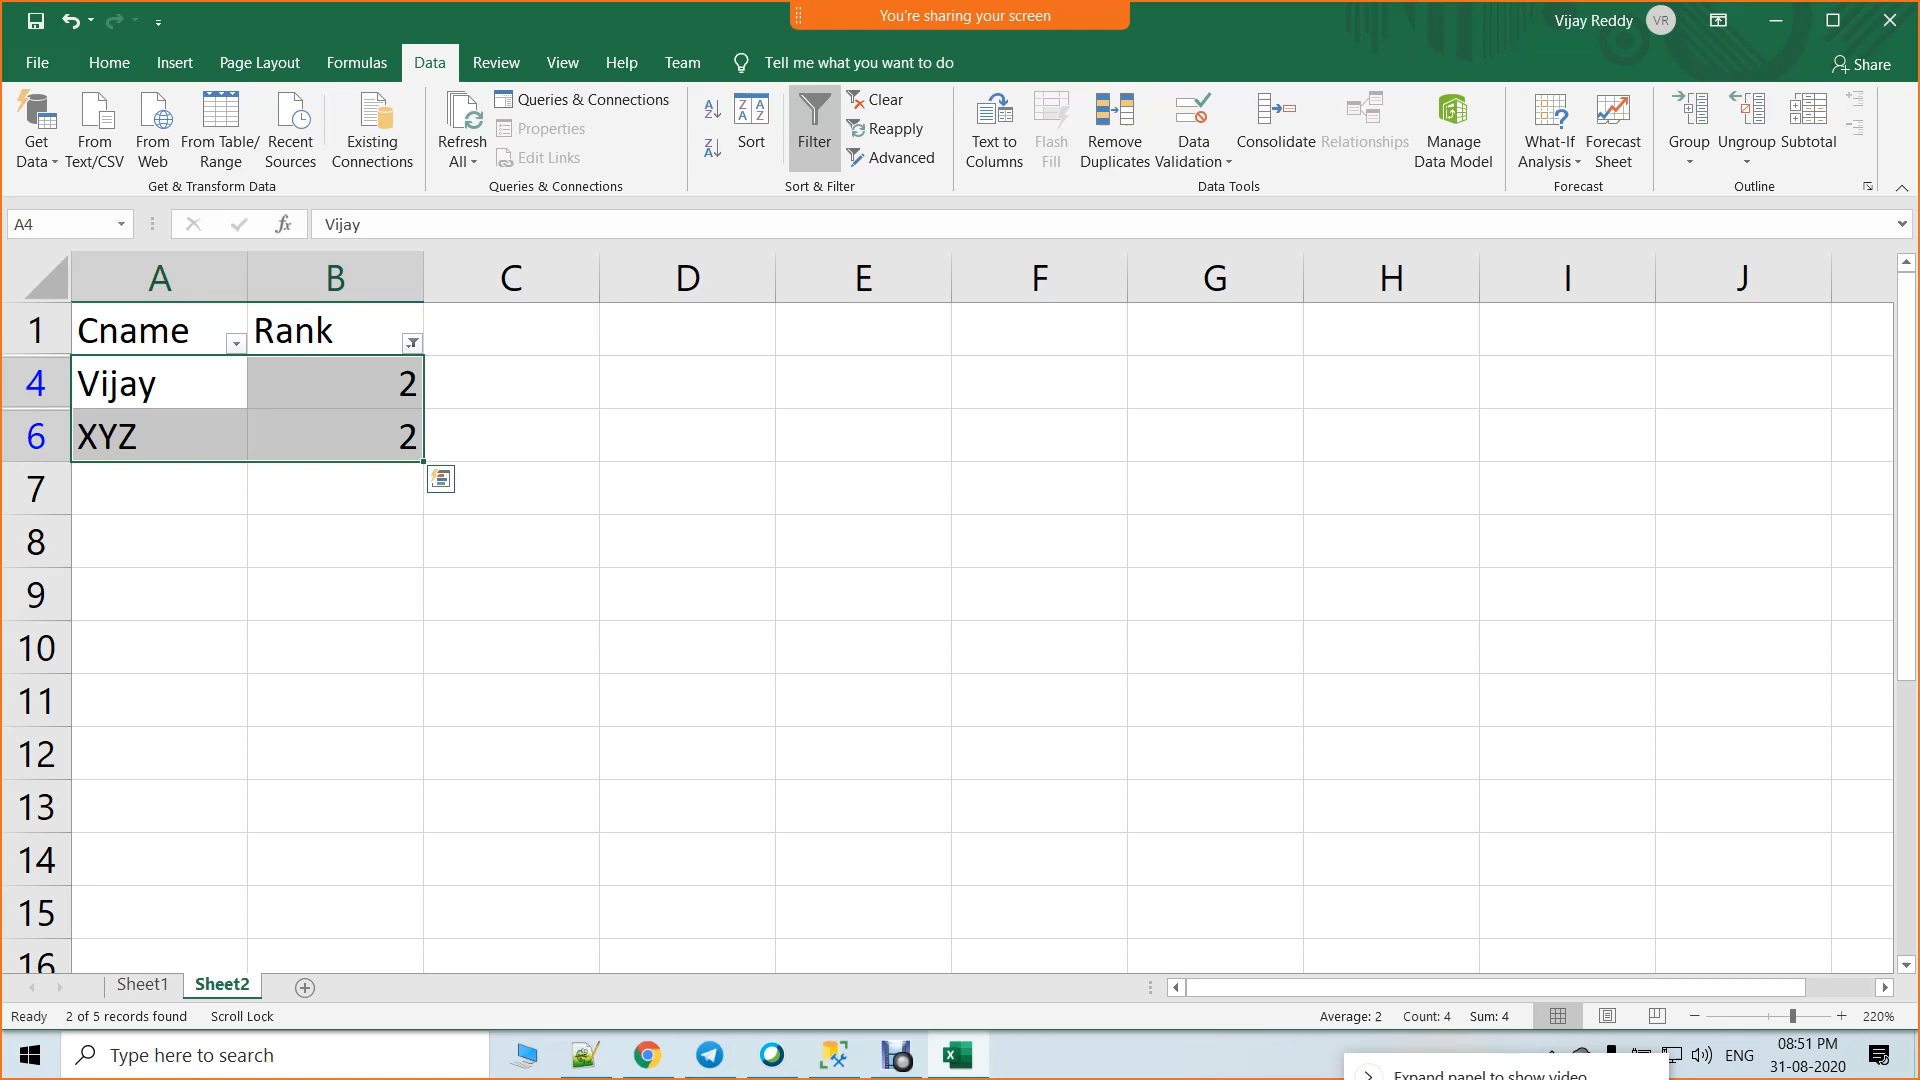 You're sharing your screen
Vijay Reddy VR
File Home Insert Page Layout Formulas Data Review View Help Team Tell me what you want to do Share
Get Data
From Text/CSV
From Web
From Table/ Range
Recent Sources
Existing Connections
Get & Transform Data
Refresh All
Queries & Connections
Properties
Edit Links
Queries & Connections
Sort
Filter
Clear
Reapply
Advanced
Sort & Filter
Text to Columns
Flash Fill
Remove Duplicates
Data Validation
Consolidate
Relationships
Manage Data Model
Data Tools
What-If Analysis
Forecast Sheet
Forecast
Group
Ungroup
Subtotal
Outline
A4 fx Vijay
A B C D E F G H I J
1 Cname Rank
4 Vijay 2
6 XYZ 2
7
8
9
10
11
12
13
14
15
16
Sheet1 Sheet2
Ready 2 of 5 records found Scroll Lock Average: 2 Count: 4 Sum: 4 220%
Type here to search
ENG
08:51 PM
31-08-2020
Expand panel to show video